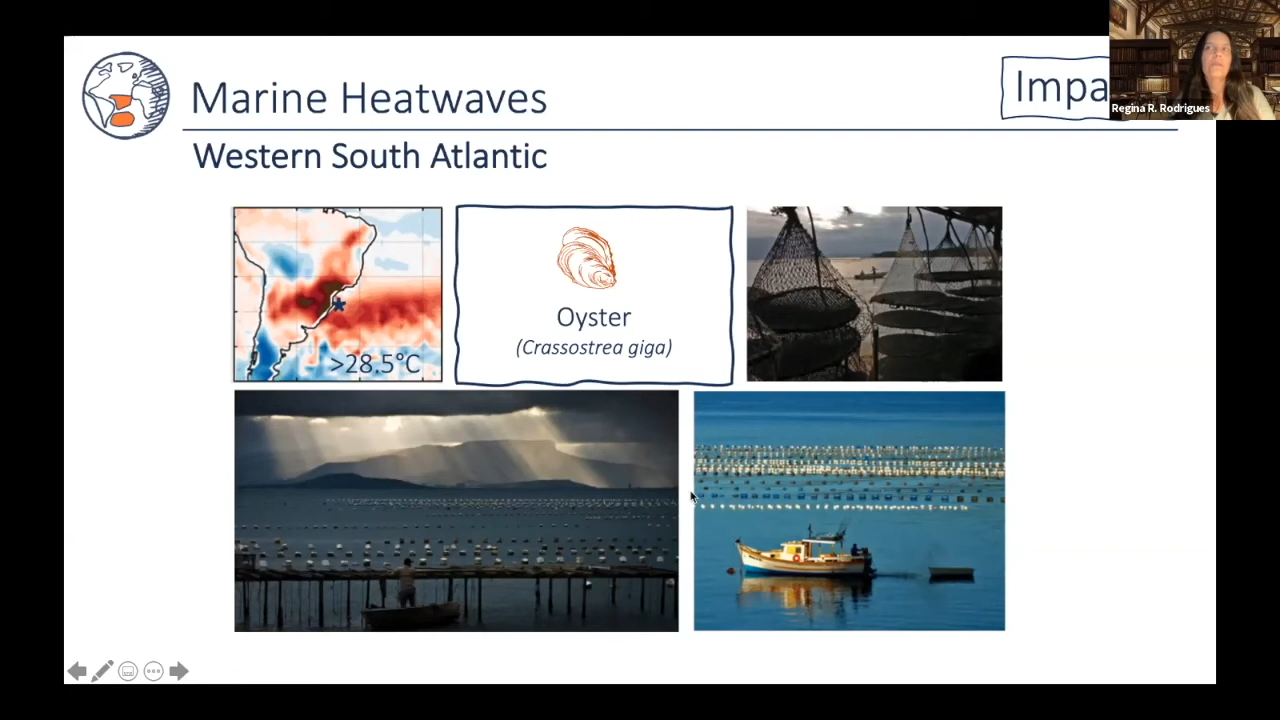 Marine Heatwaves
Impa
Regina R. Rodrigues
Western South Atlantic
>28.5°C
Oyster
(Crassostrea giga)